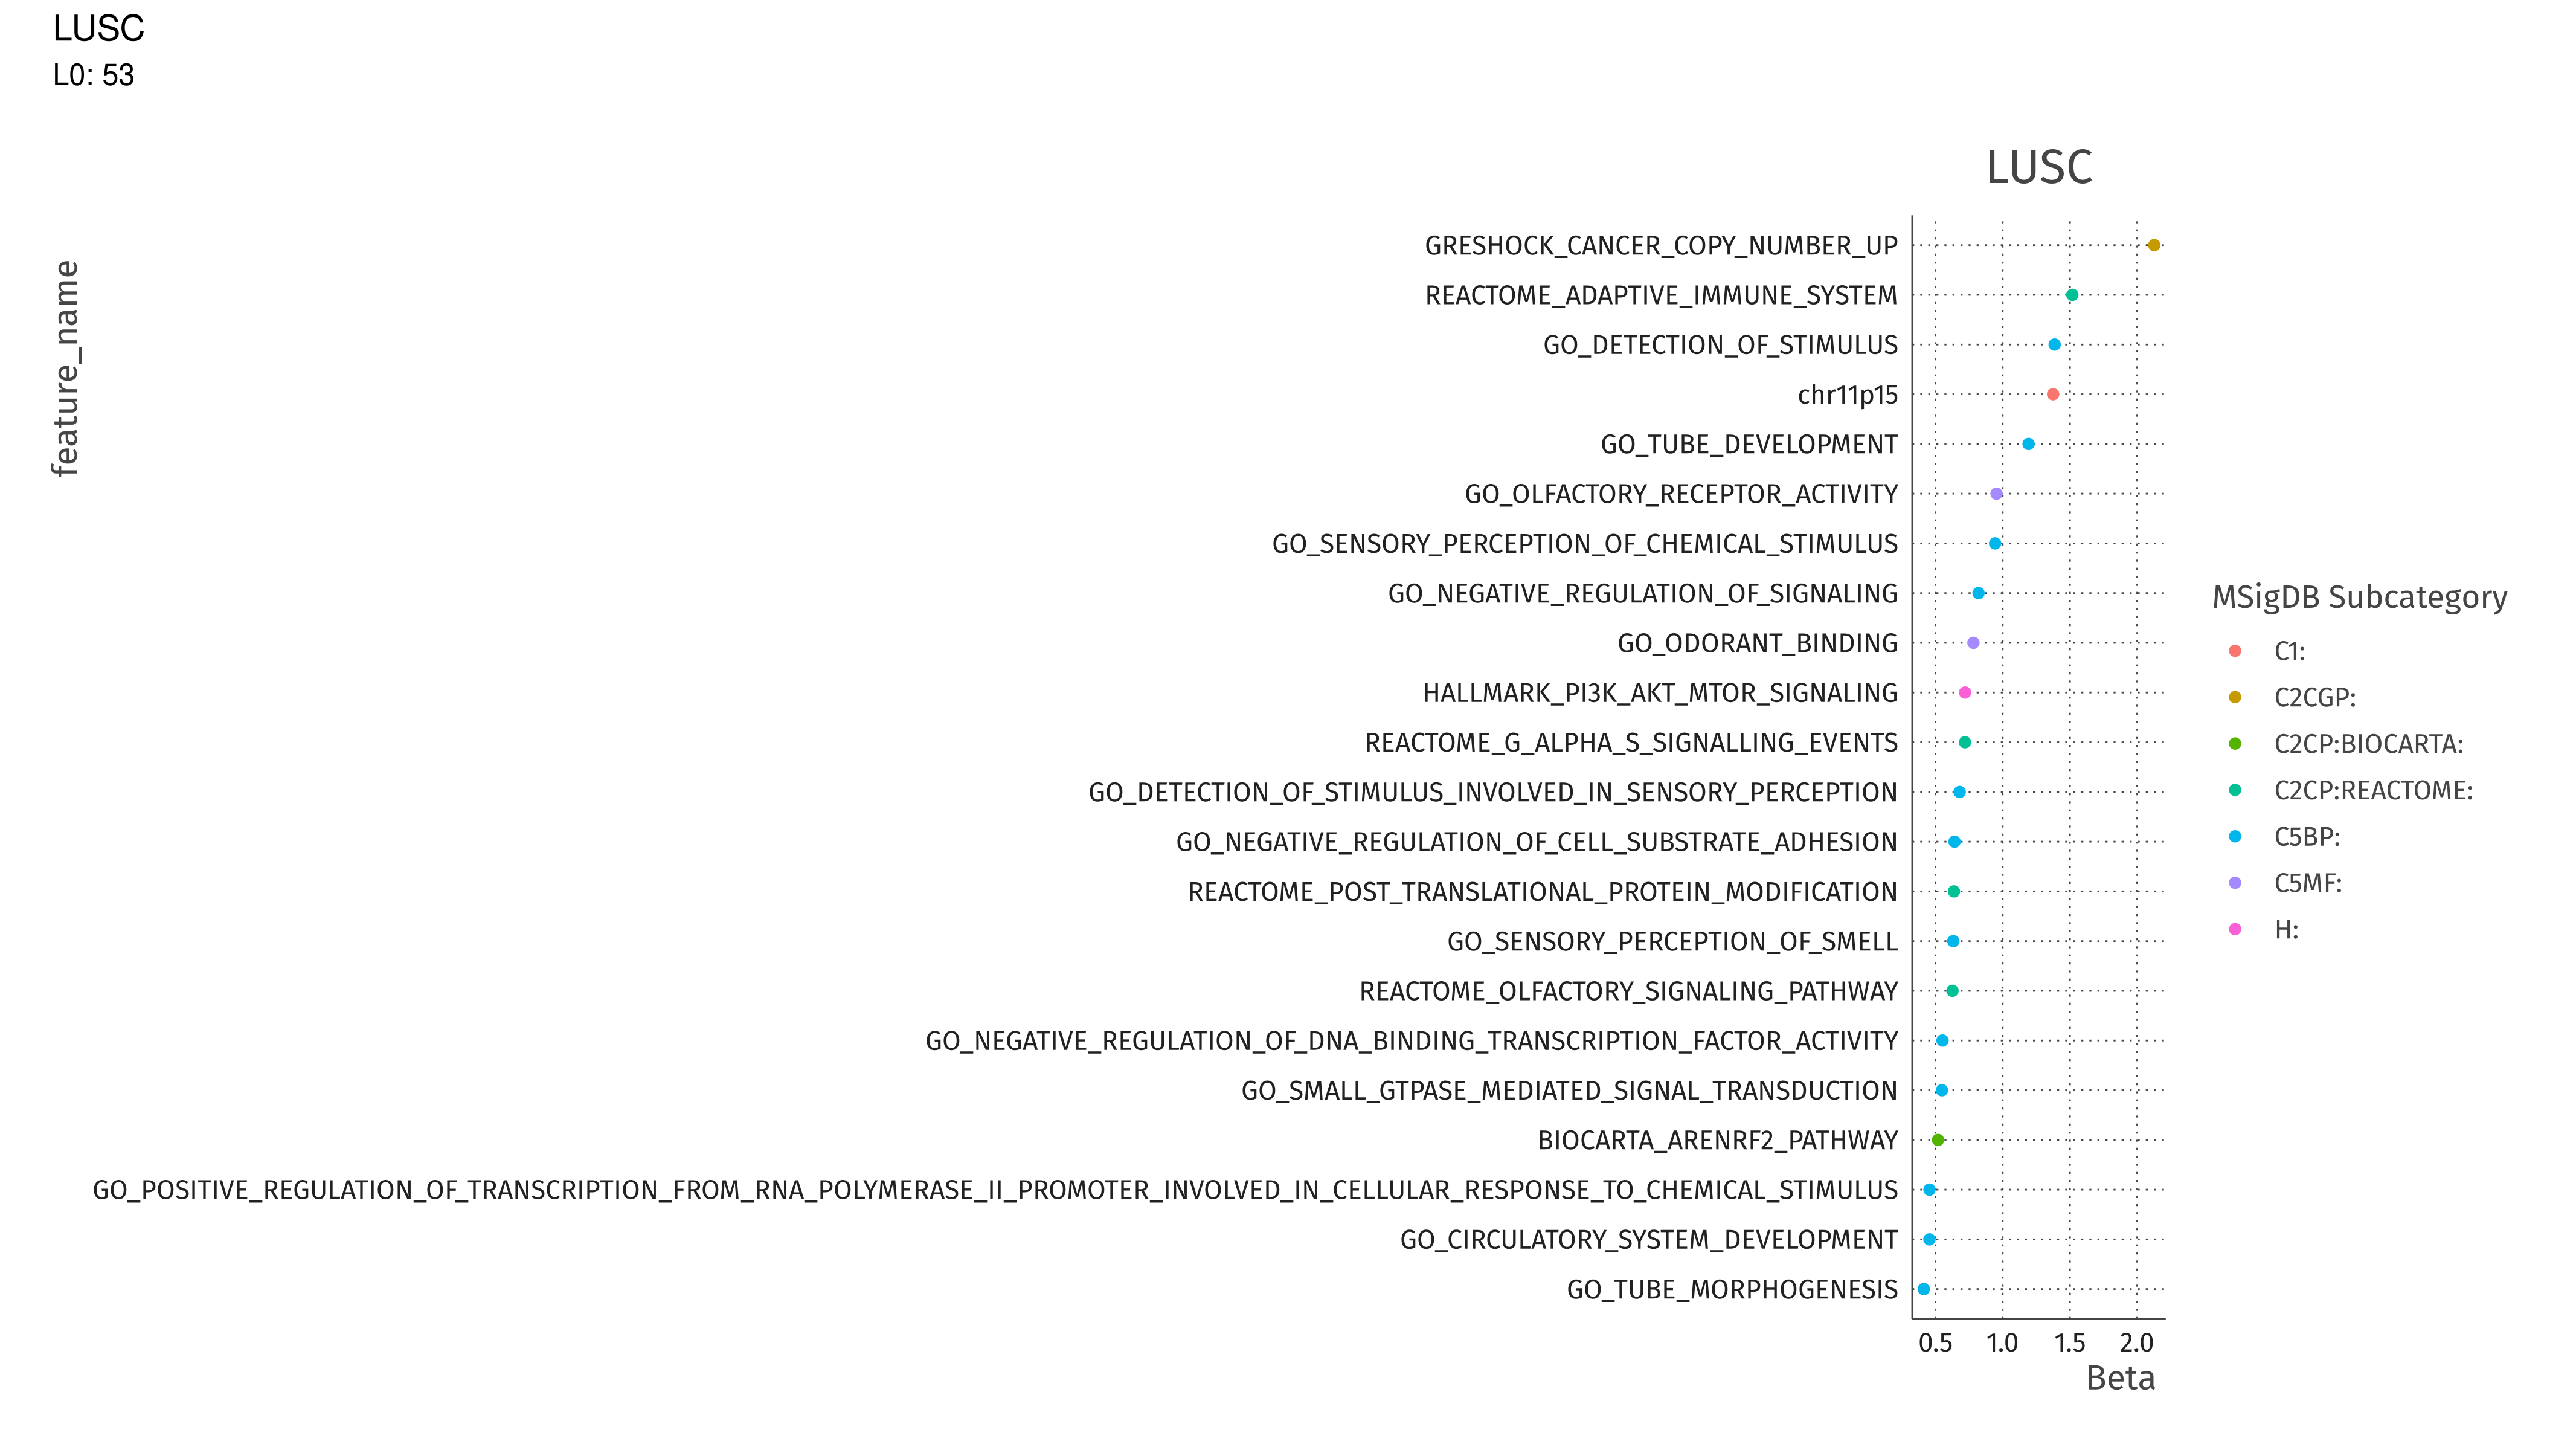 LUSC
L0: 53
LUSC
feature_name
GRESHOCK_CANCER_COPY_NUMBER_UP
REACTOME_ADAPTIVE_IMMUNE_SYSTEM
GO_DETECTION_OF_STIMULUS
chr11p15
GO_TUBE_DEVELOPMENT
GO_OLFACTORY_RECEPTOR_ACTIVITY
GO_SENSORY_PERCEPTION_OF_CHEMICAL_STIMULUS
GO_NEGATIVE_REGULATION_OF_SIGNALING
GO_ODORANT_BINDING
HALLMARK_PI3K_AKT_MTOR_SIGNALING
REACTOME_G_ALPHA_S_SIGNALLING_EVENTS
GO_DETECTION_OF_STIMULUS_INVOLVED_IN_SENSORY_PERCEPTION
GO_NEGATIVE_REGULATION_OF_CELL_SUBSTRATE_ADHESION
REACTOME_POST_TRANSLATIONAL_PROTEIN_MODIFICATION
GO_SENSORY_PERCEPTION_OF_SMELL
REACTOME_OLFACTORY_SIGNALING_PATHWAY
GO_NEGATIVE_REGULATION_OF_DNA_BINDING_TRANSCRIPTION_FACTOR_ACTIVITY
GO_SMALL_GTPASE_MEDIATED_SIGNAL_TRANSDUCTION
BIOCARTA_ARENRF2_PATHWAY
GO_POSITIVE_REGULATION_OF_TRANSCRIPTION_FROM_RNA_POLYMERASE_II_PROMOTER_INVOLVED_IN_CELLULAR_RESPONSE_TO_CHEMICAL_STIMULUS
GO_CIRCULATORY_SYSTEM_DEVELOPMENT
GO_TUBE_MORPHOGENESIS
0.5 1.0 1.5 2.0
Beta
MSigDB Subcategory
C1:
C2CGP:
C2CP:BIOCARTA:
C2CP:REACTOME:
C5BP:
C5MF:
H: